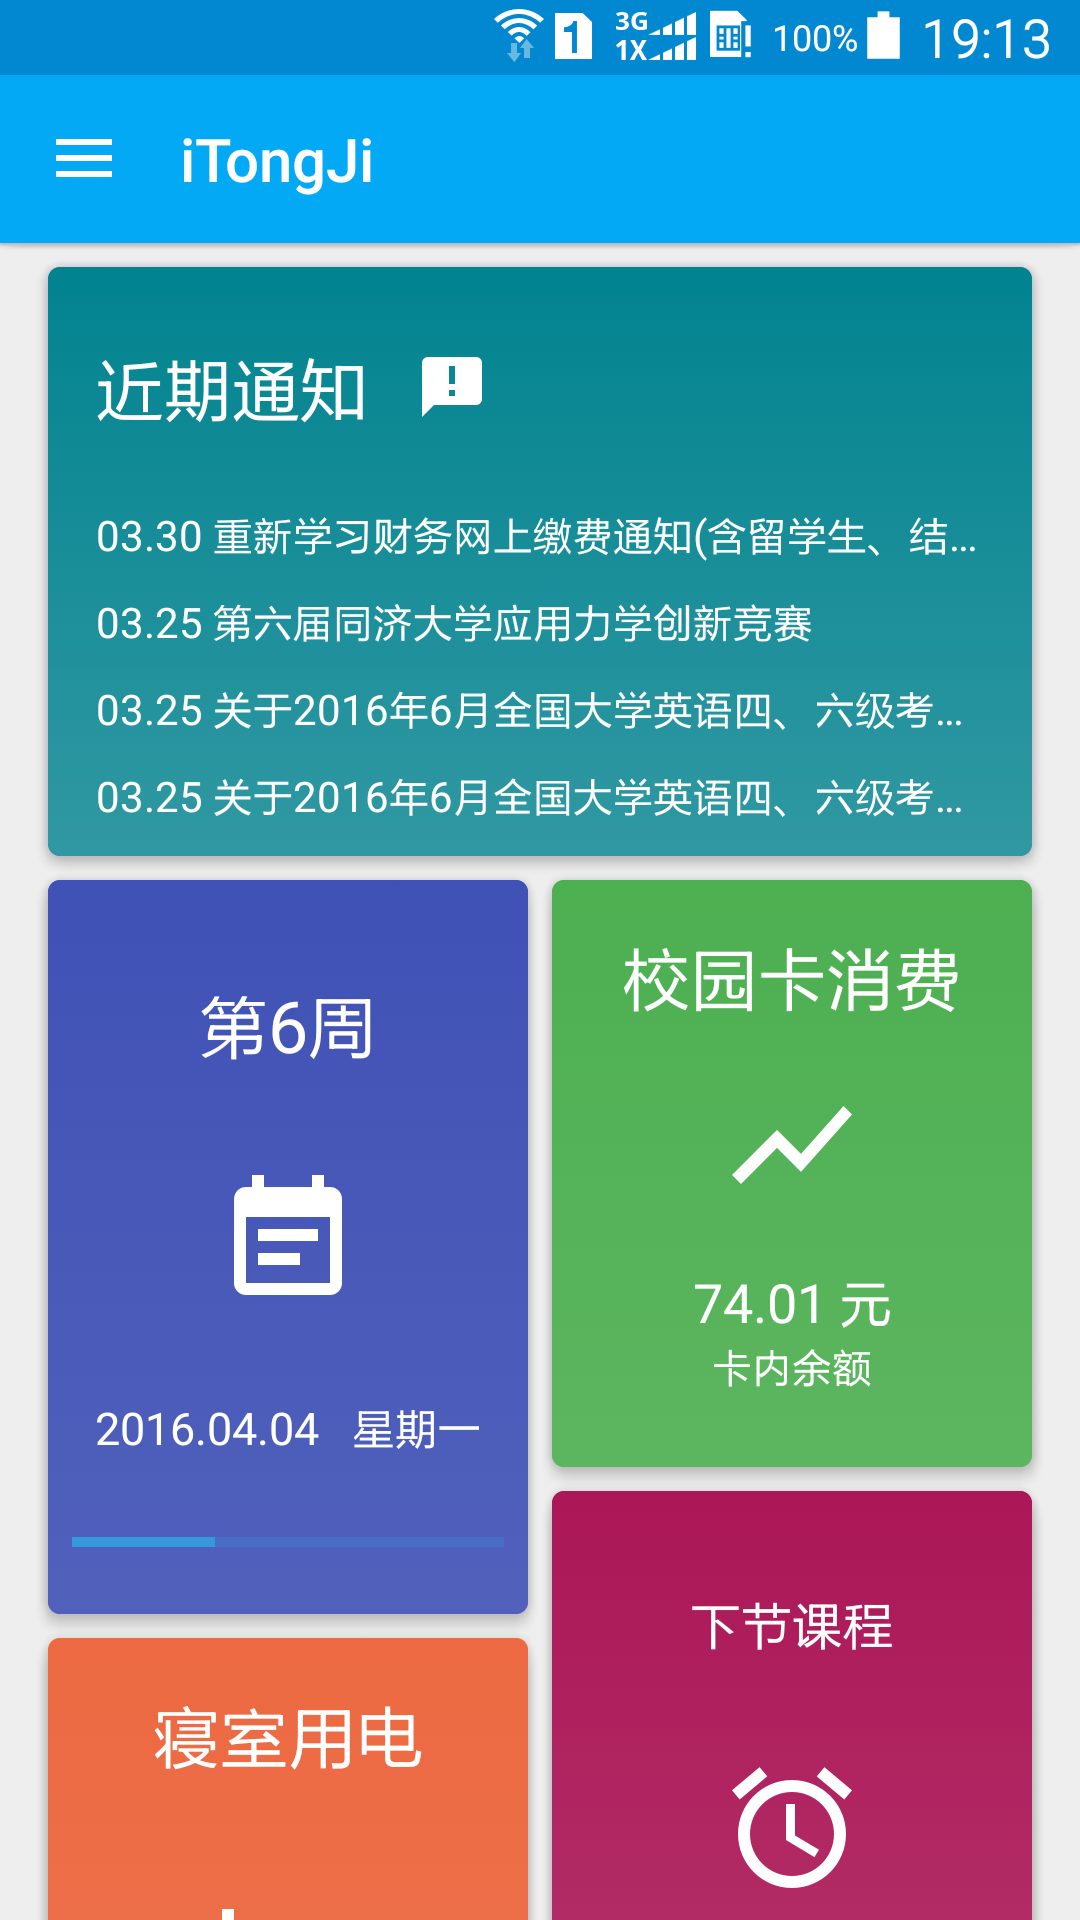 3G
1X
1
100%
19:13
iTongJi
近期通知
03.30 重新学习财务网上缴费通知(含留学生、结...
03.25 第六届同济大学应用力学创新竞赛
03.25 关于2016年6月全国大学英语四、六级考...
03.25 关于2016年6月全国大学英语四、六级考...
第6周
2016.04.04 星期一
校园卡消费
74.01 元
卡内余额
下节课程
寝室用电